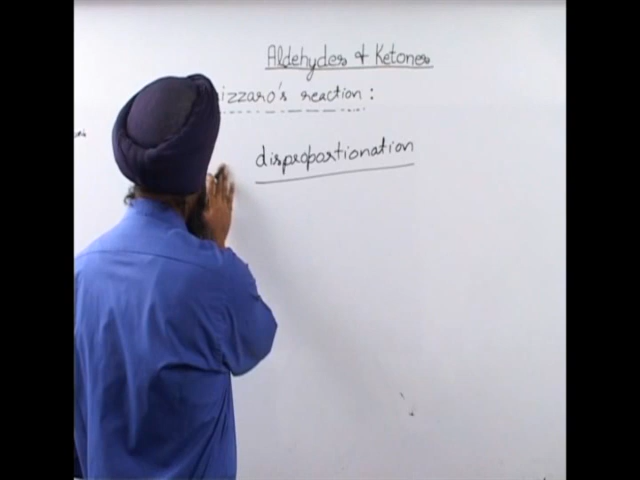 Aldehydes & Ketones
izzaro's reaction :
disproportionation